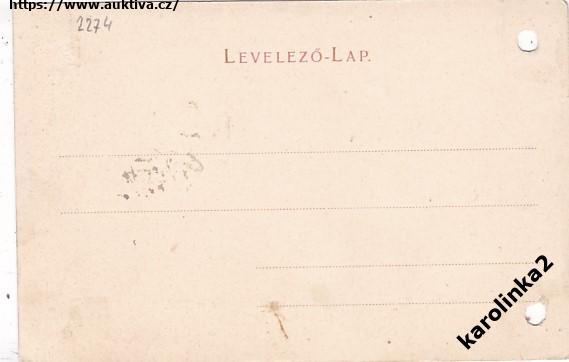 https://www.auktiva.cz/
2274
LEVELEZŐ-LAP.
karolinka2